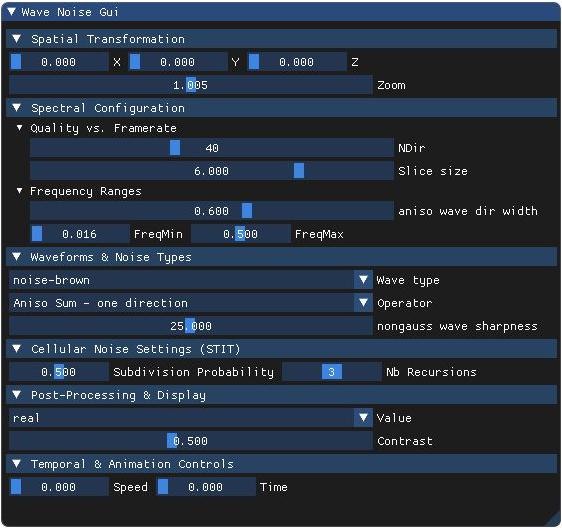 Wave Noise Gui
Spatial Transformation
0.000 X 0.000 Y 0.000 Z
1.005 Zoom
Spectral Configuration
Quality vs. Framerate
40 NDir
6.000 Slice size
Frequency Ranges
0.600 aniso wave dir width
0.016 FreqMin 0.500 FreqMax
Waveforms & Noise Types
noise-brown Wave type
Aniso Sum - one direction Operator
25.000 nongauss wave sharpness
Cellular Noise Settings (STIT)
0.500 Subdivision Probability 3 Nb Recursions
Post-Processing & Display
real Value
0.500 Contrast
Temporal & Animation Controls
0.000 Speed 0.000 Time